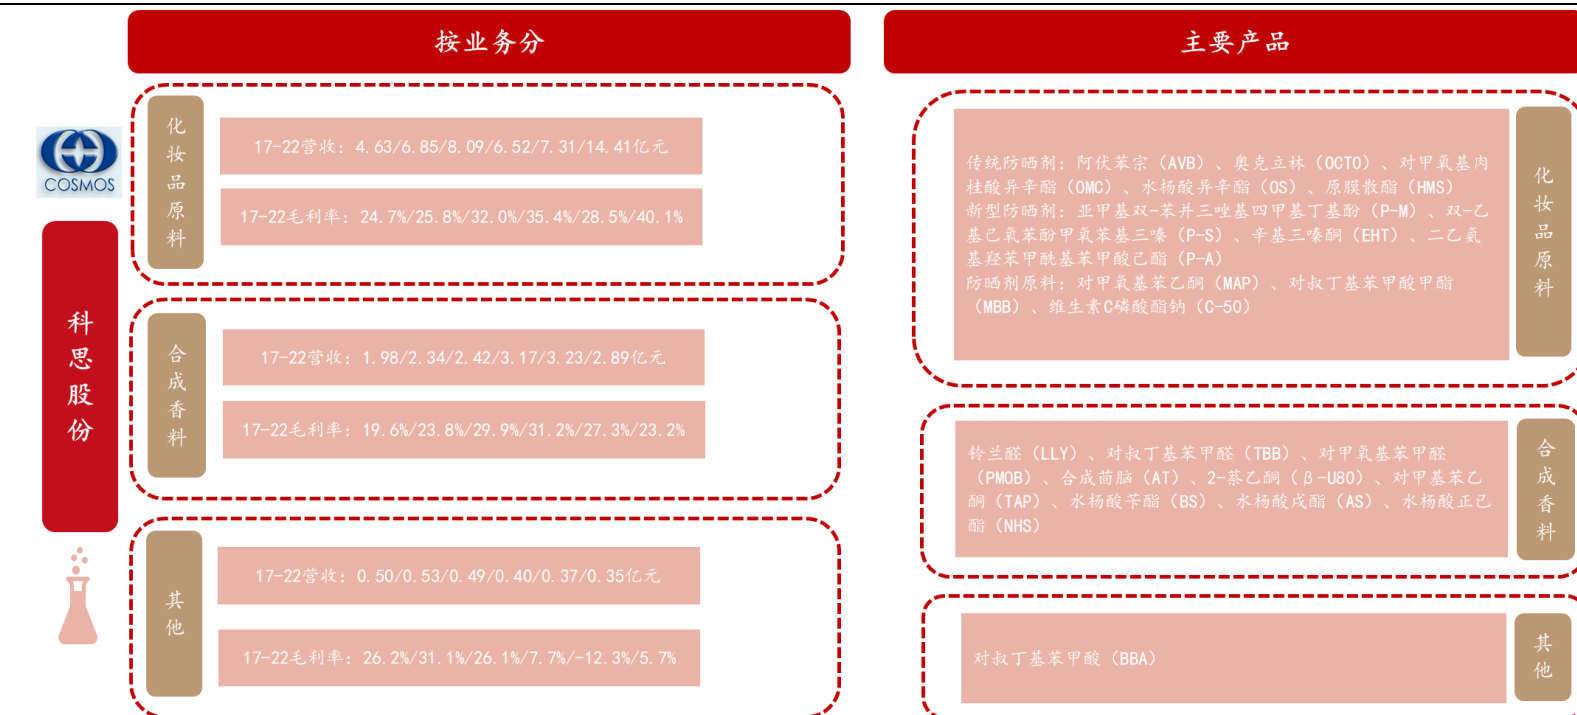 按业务分
主要产品
COSMOS
科思股份
化妆品原料
17-22营收：4.63/6.85/8.09/6.52/7.31/14.41亿元
17-22毛利率：24.7%/25.8%/32.0%/35.4%/28.5%/40.1%
合成香料
17-22营收：1.98/2.34/2.42/3.17/3.23/2.89亿元
17-22毛利率：19.6%/23.8%/29.9%/31.2%/27.3%/23.2%
其他
17-22营收：0.50/0.53/0.49/0.40/0.37/0.35亿元
17-22毛利率：26.2%/31.1%/26.1%/7.7%/-12.3%/5.7%
传统防晒剂：阿伏苯宗（AVB）、奥克立林（OCTO）、对甲氧基肉
桂酸异辛酯（OMC）、水杨酸异辛酯（OS）、原膜散酯（HMS）
新型防晒剂：亚甲基双-苯并三唑基四甲基丁基酚（P-M）、双-乙
基己氧苯酚甲氧苯基三嗪（P-S）、辛基三嗪酮（EHT）、二乙氨
基羟苯甲酰基苯甲酸己酯（P-A）
防晒剂原料：对甲氧基苯乙酮（MAP）、对叔丁基苯甲酸甲酯
（MBB）、维生素C磷酸酯钠（C-50）
化妆品原料
铃兰醛（LLY）、对叔丁基苯甲醛（TBB）、对甲氧基苯甲醛
（PMOB）、合成茴脑（AT）、2-萘乙酮（β-U80）、对甲基苯乙
酮（TAP）、水杨酸苄酯（BS）、水杨酸戊酯（AS）、水杨酸正己
酯（NHS）
合成香料
对叔丁基苯甲酸（BBA）
其他